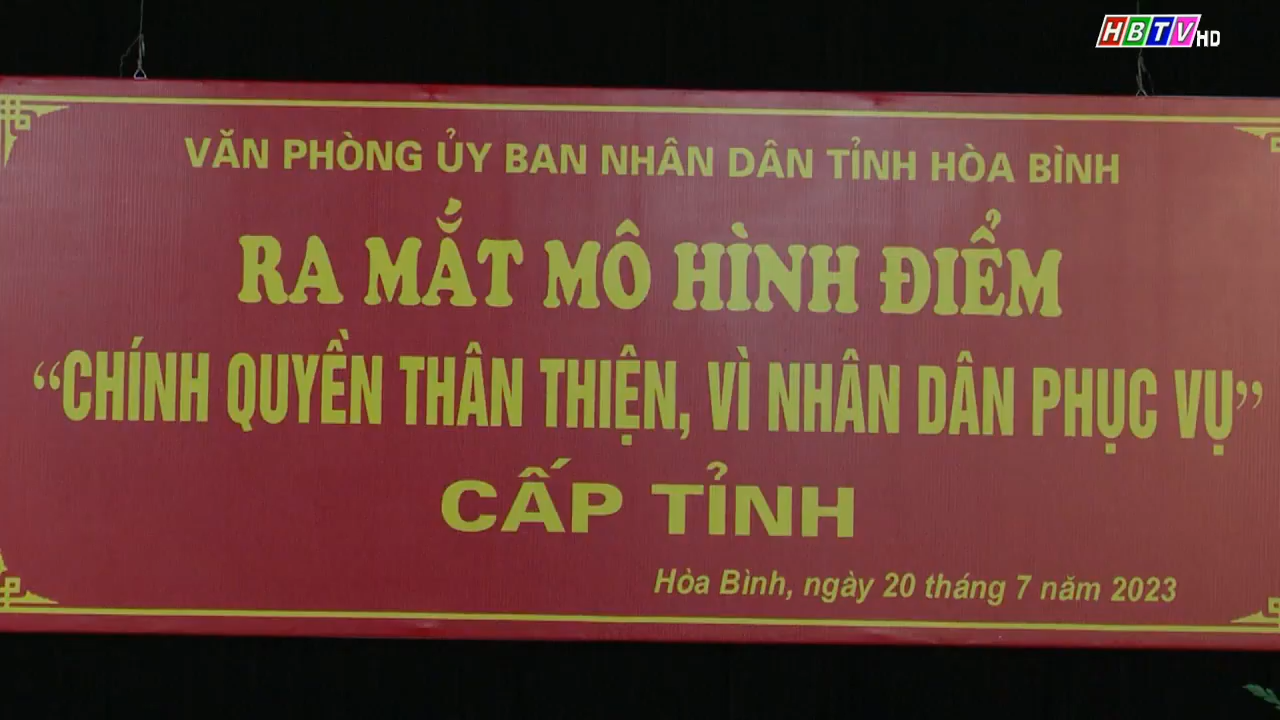 HBTV HD
VĂN PHÒNG ỦY BAN NHÂN DÂN TỈNH HÒA BÌNH
RA MẮT MÔ HÌNH ĐIỂM
“CHÍNH QUYỀN THÂN THIỆN, VÌ NHÂN DÂN PHỤC VỤ”
CẤP TỈNH
Hòa Bình, ngày 20 tháng 7 năm 2023